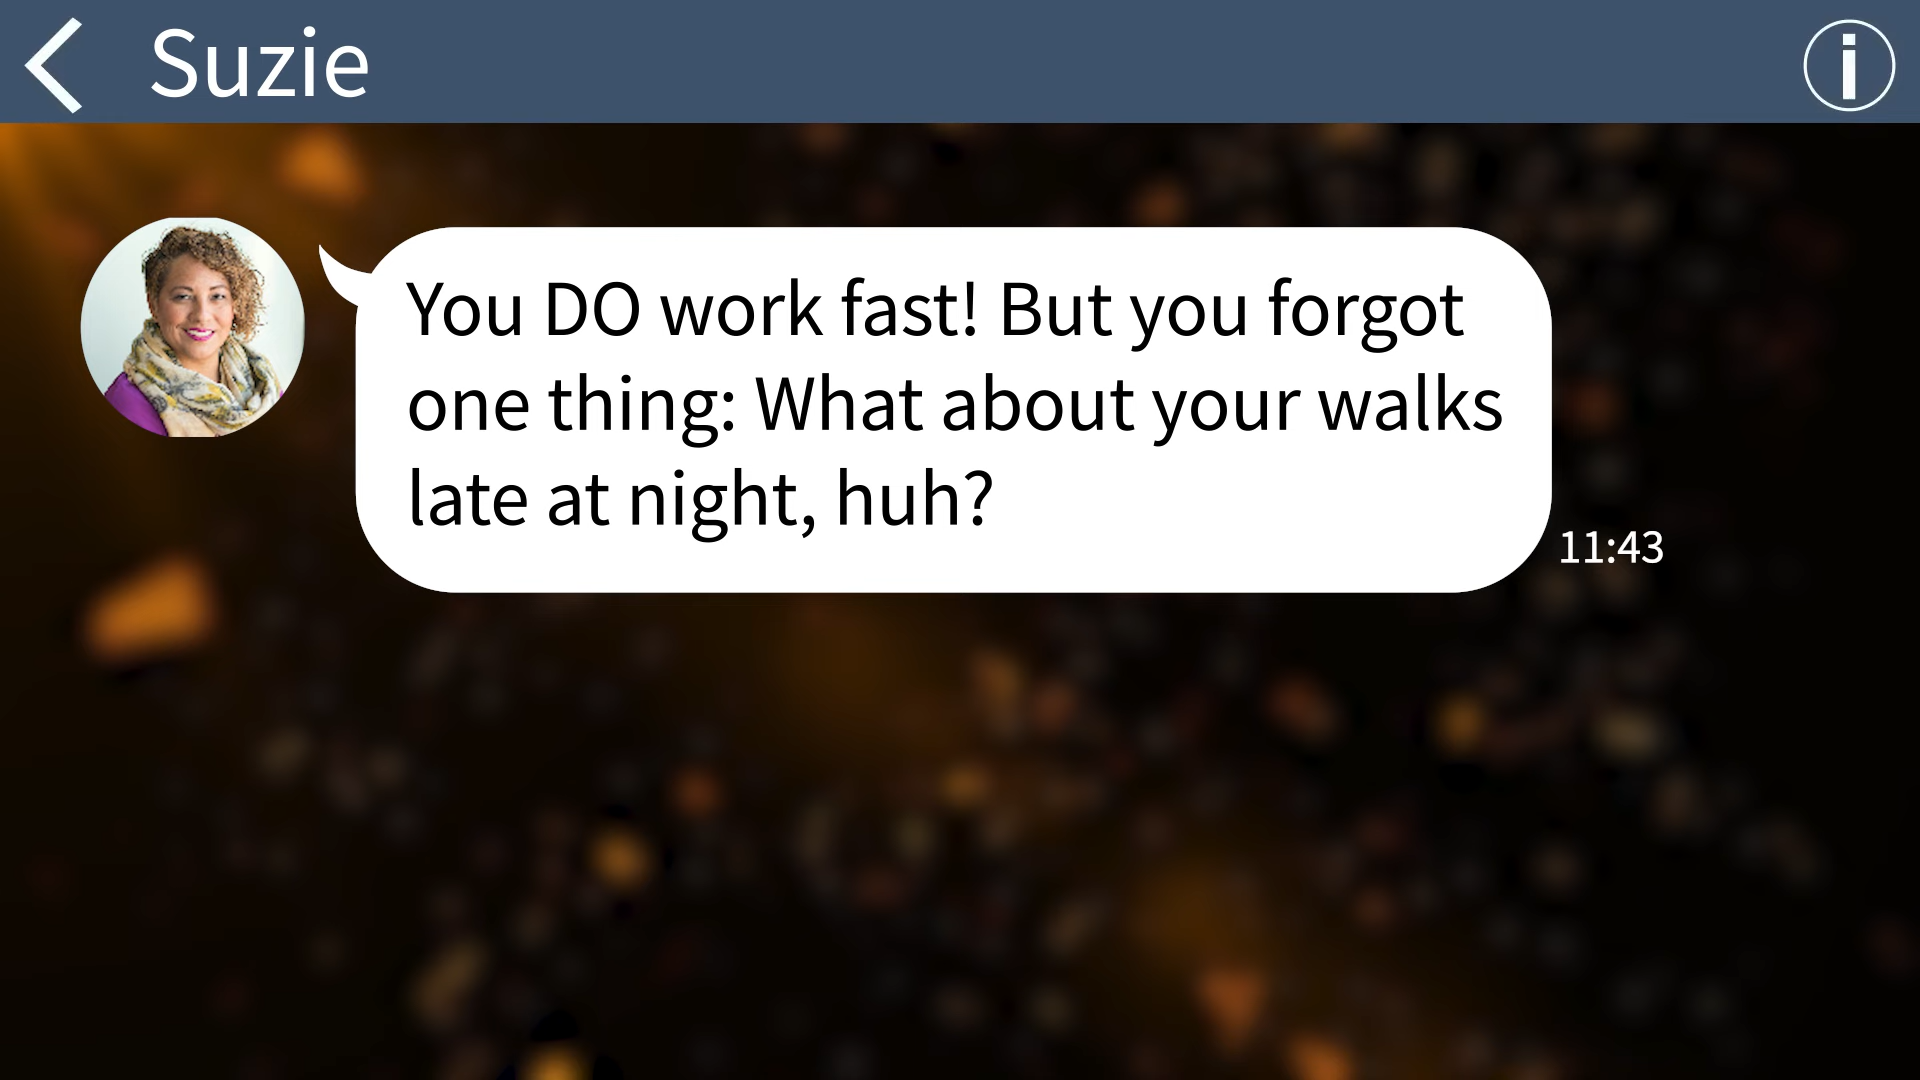 Suzie
You DO work fast! But you forgot
one thing: What about your walks
late at night, huh?
11:43